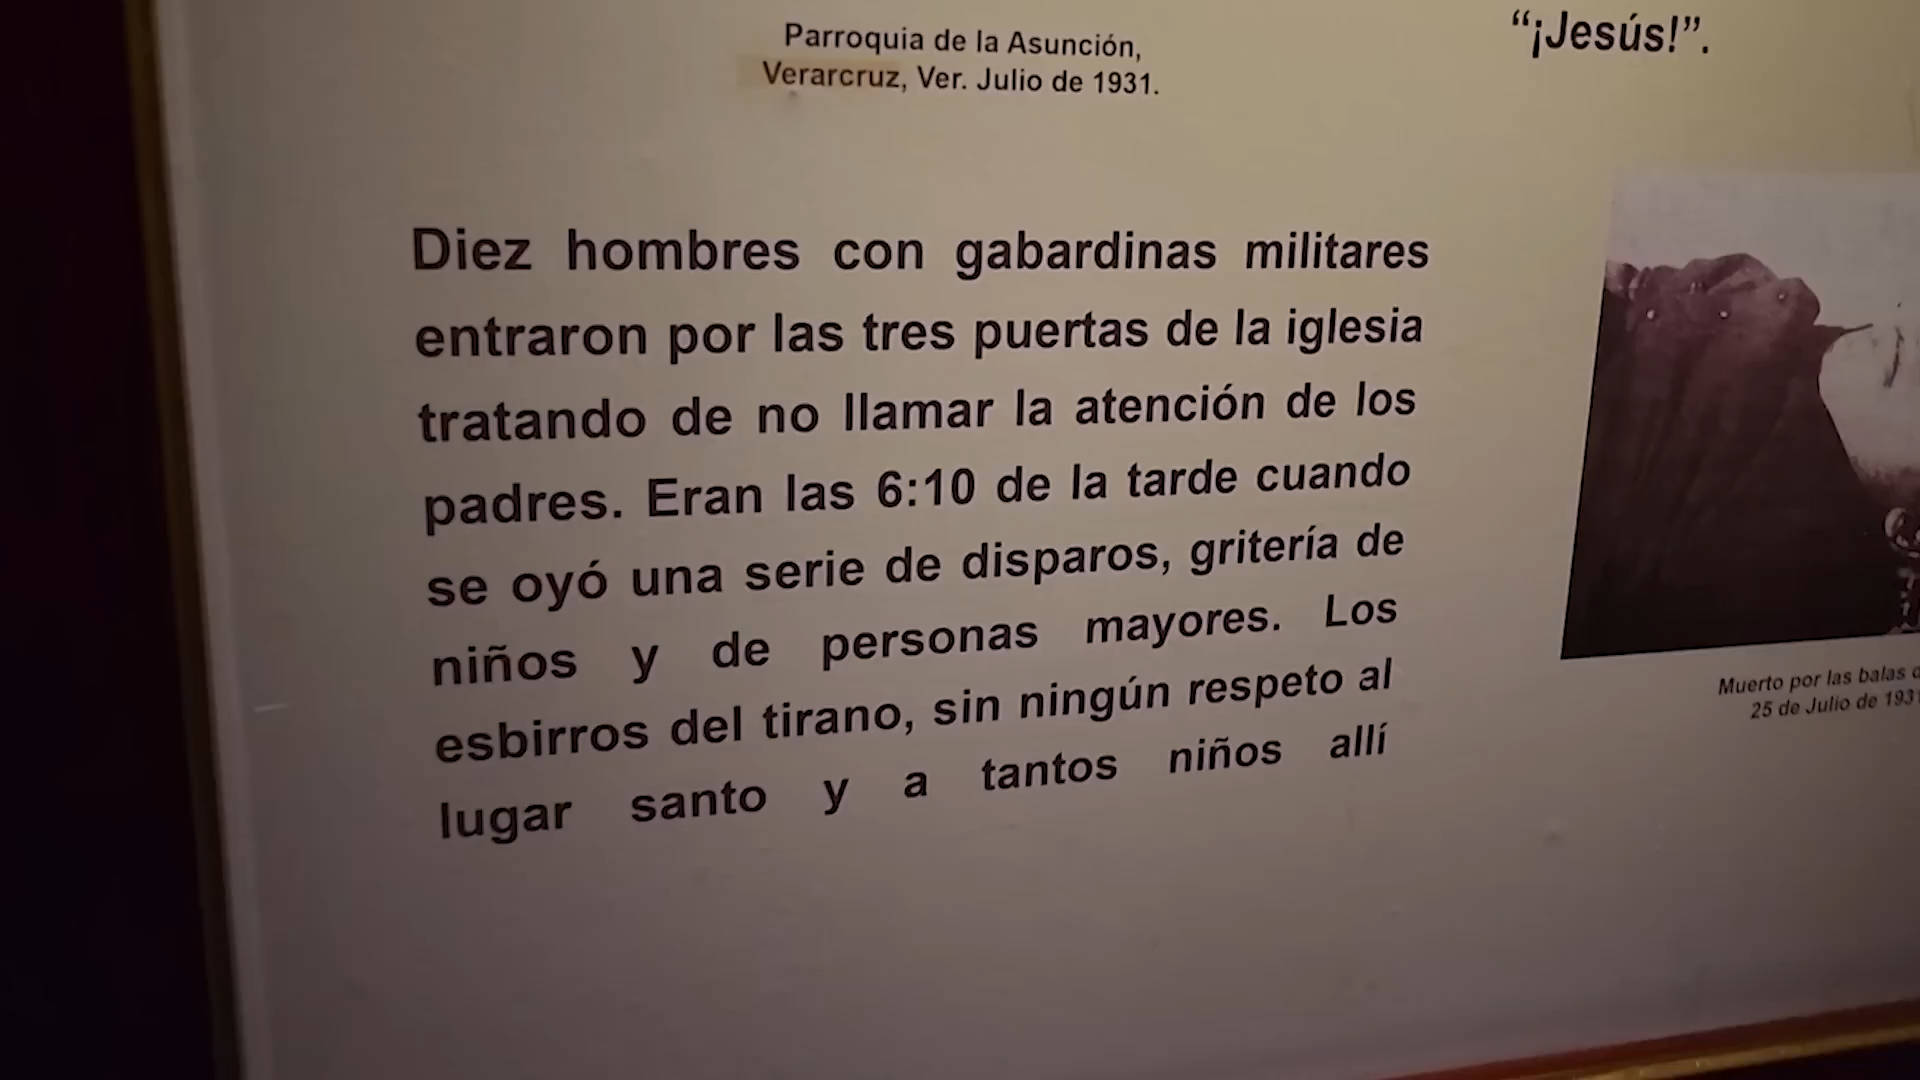 Parroquia de la Asunción,
Verarcruz, Ver. Julio de 1931.
“¡Jesús!”.
Diez hombres con gabardinas militares
entraron por las tres puertas de la iglesia
tratando de no llamar la atención de los
padres. Eran las 6:10 de la tarde cuando
se oyó una serie de disparos, gritería de
niños y de personas mayores. Los
esbirros del tirano, sin ningún respeto al
lugar santo y a tantos niños allí
Muerto por las balas
25 de Julio de 1931